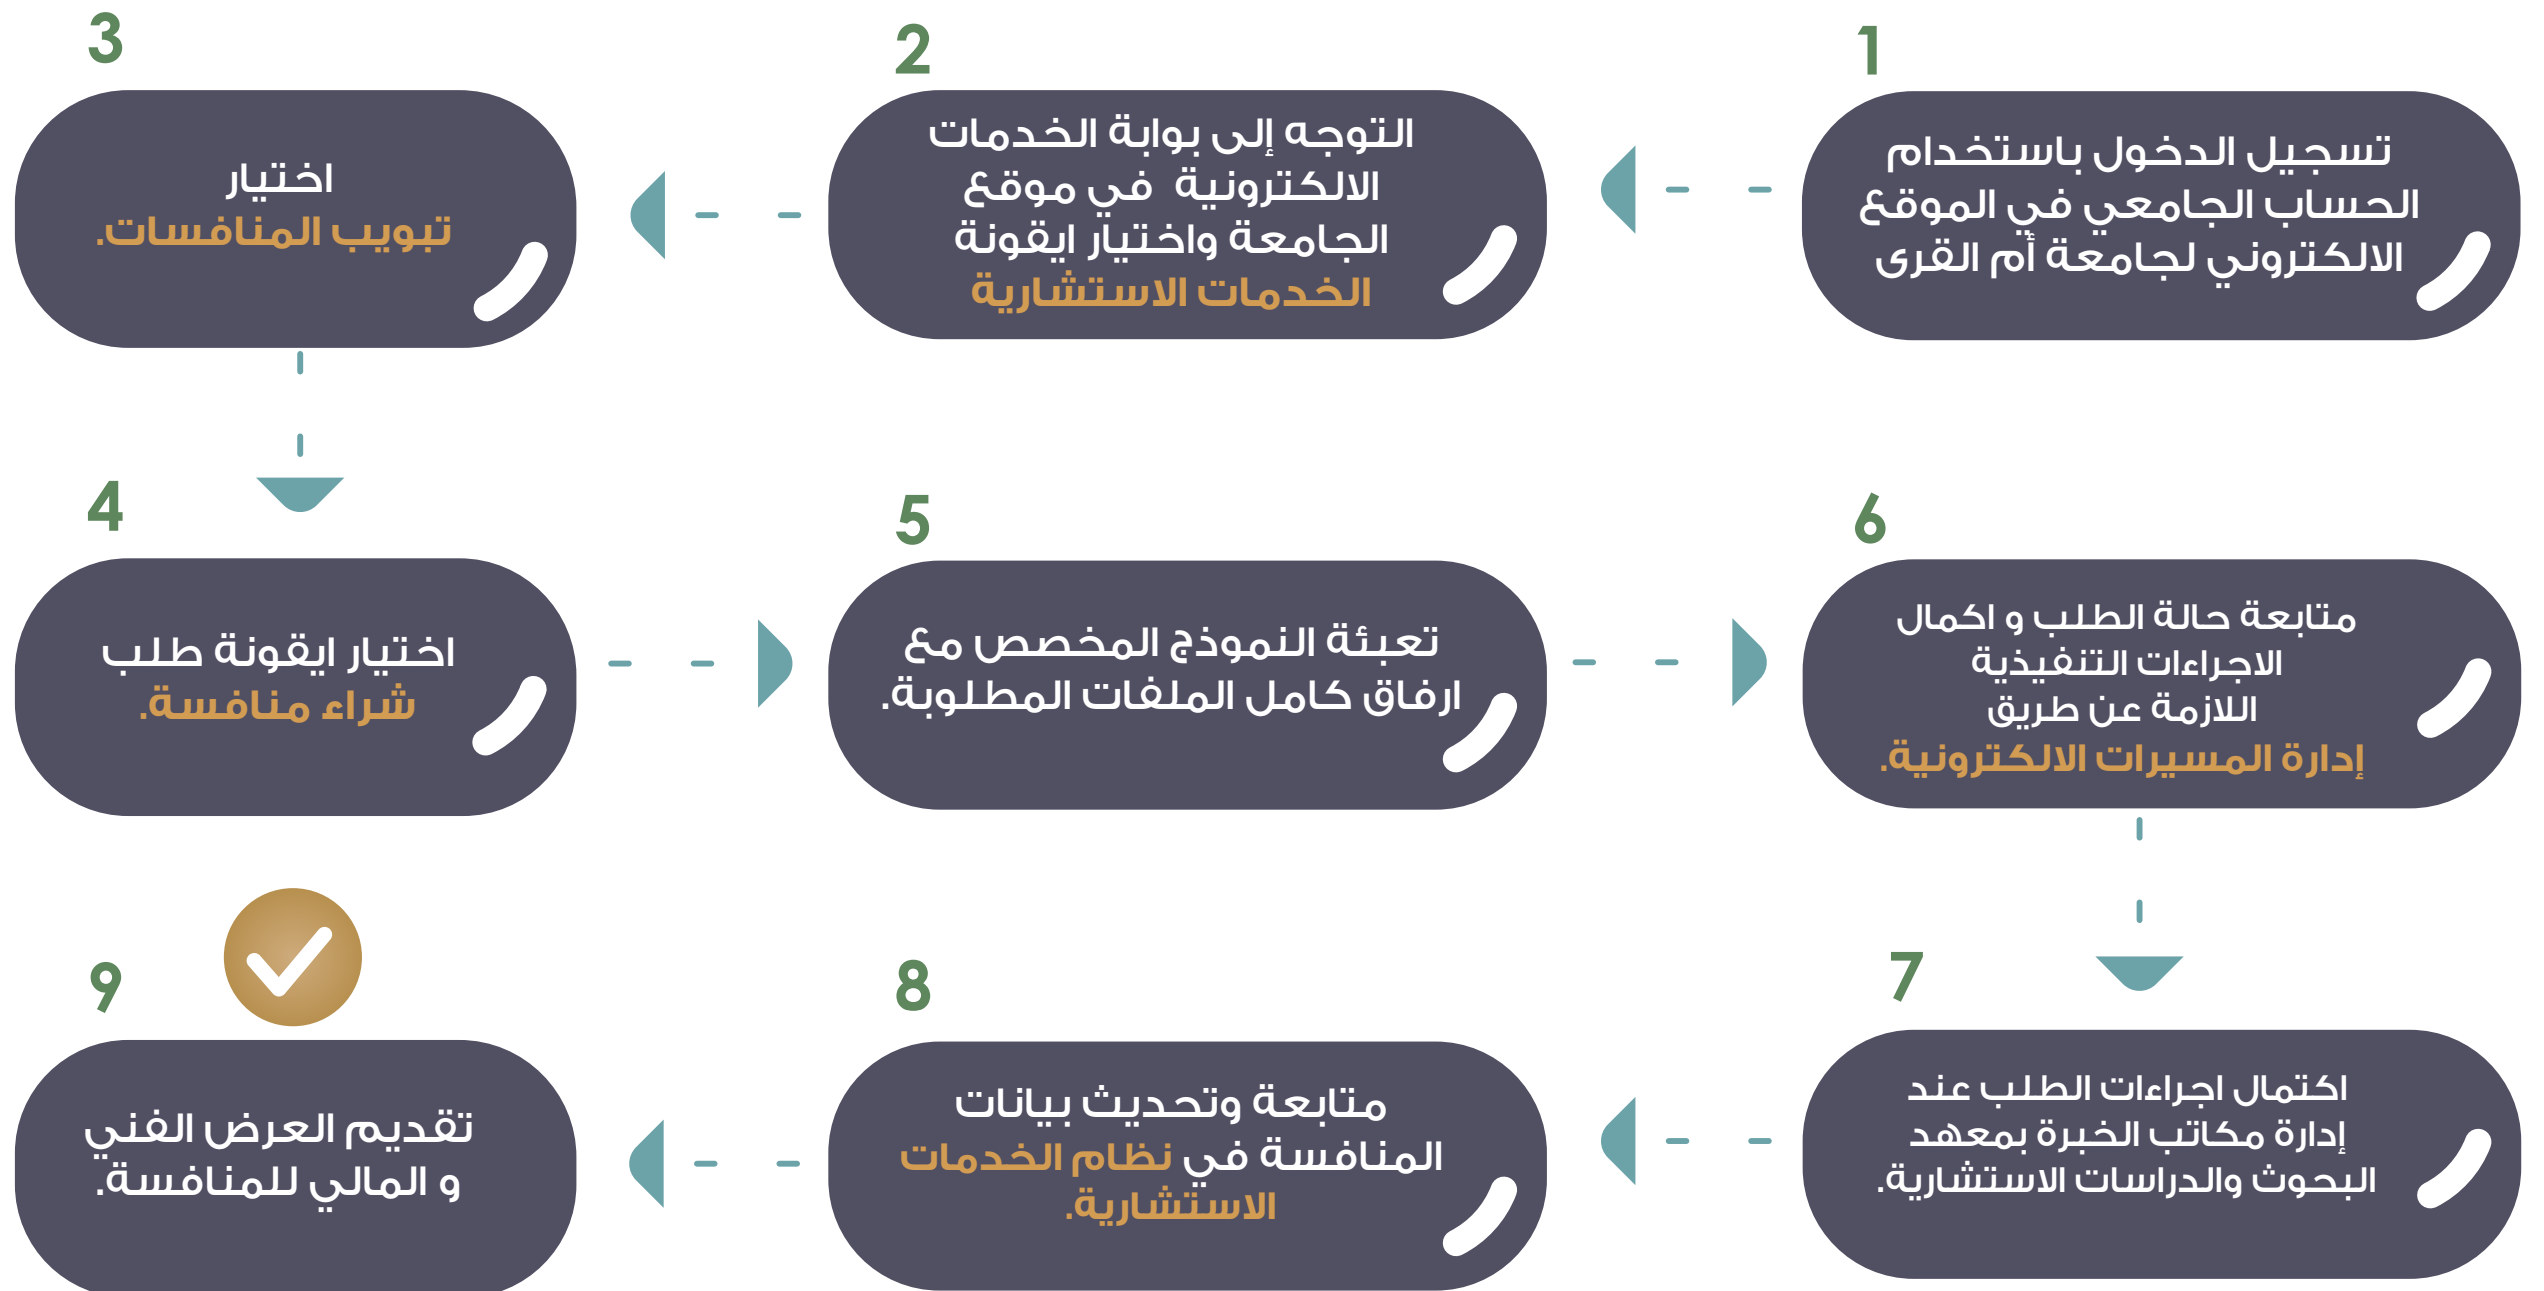 1
تسجيل الدخول باستخدام
الحساب الجامعي في الموقع
الالكتروني لجامعة أم القرى
2
التوجه إلى بوابة الخدمات
الالكترونية في موقع
الجامعة واختيار ايقونة
الخدمات الاستشارية
3
اختيار
تبويب المنافسات.
4
اختيار ايقونة طلب
شراء منافسة.
5
تعبئة النموذج المخصص مع
ارفاق كامل الملفات المطلوبة.
6
متابعة حالة الطلب و اكمال
الاجراءات التنفيذية
اللازمة عن طريق
إدارة المسيرات الالكترونية.
7
اكتمال اجراءات الطلب عند
إدارة مكاتب الخبرة بمعهد
البحوث والدراسات الاستشارية.
8
متابعة وتحديث بيانات
المنافسة في نظام الخدمات
الاستشارية.
9
تقديم العرض الفني
و المالي للمنافسة.